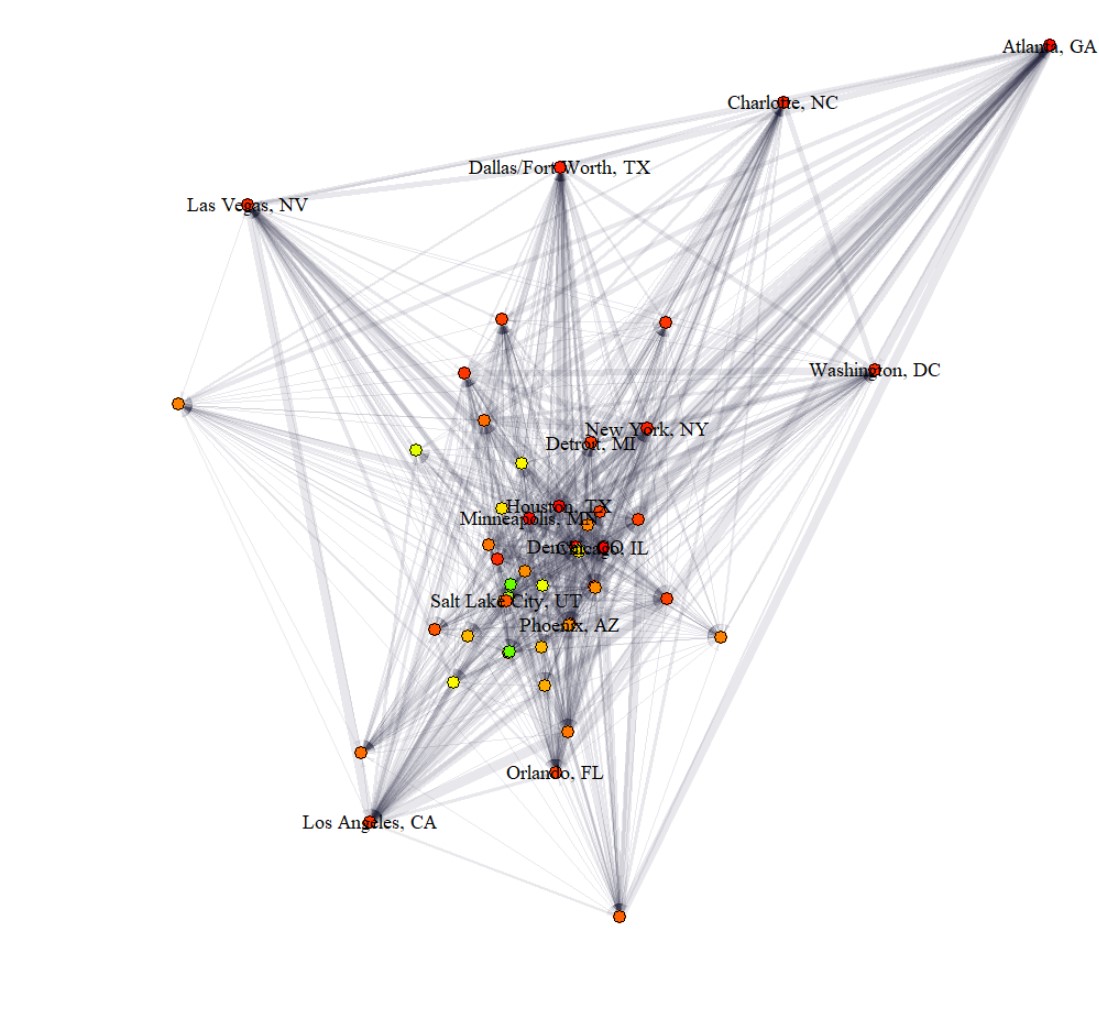 Atlanta, GA
Charlotte, NC
Dallas/Fort Worth, TX
Las Vegas, NV
Washington, DC
New York, NY
Detroit, MI
Houston, TX
Minneapolis, MN
Denver, CO
Chicago, IL
Salt Lake City, UT
Phoenix, AZ
Orlando, FL
Los Angeles, CA